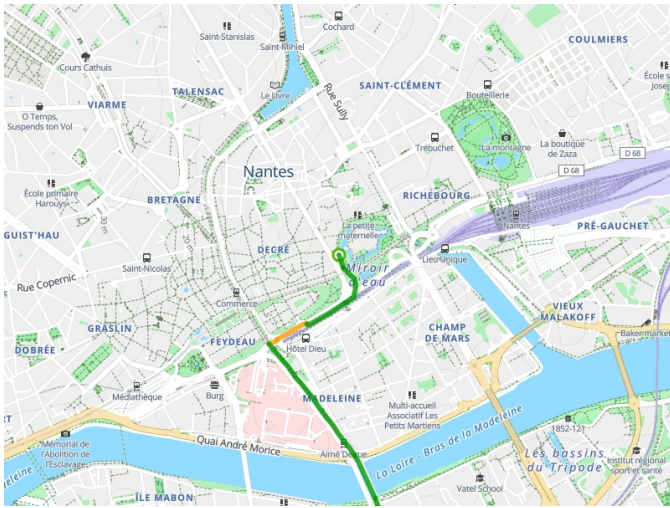 Cochard
Saint-Stanislas
Saint-Mihiel
COULMIERS
Cours Cathuis
École s
Josep
TALENSAC
Le Livre
SAINT-CLÉMENT
Bouteillerie
VIARME
Rue Sully
O Temps,
Suspends ton Vol
Trébuchet
La montagne
La boutique
de Zaza
D 68
D 68
Nantes
École primaire
Harouys
BRETAGNE
RICHEBOURG
30 m
La petite
maternelle
GUIST'HAU
20 m
Nantes
PRÉ-GAUCHET
DECRÉ
Lieu Unique
Saint-Nicolas
Miroir
d'eau
Rue Copernic
Commerce
VIEUX
MALAKOFF
GRASLIN
FEYDEAU
CHAMP
DE MARS
Baker market
DOBRÉE
Hôtel Dieu
Médiathèque
Burg
MADELEINE
Multi-accueil
Associatif Les
Petits Martiens
RT
1852-121
Quai André Morice
La Loire - Bras de la Madeleine
Mémorial de
l'Abolition de
l'Esclavage
Aimé Delrue
Les bassins
du Tripode
Institut régional
sport et santé
Vatel School
ÎLE MABON